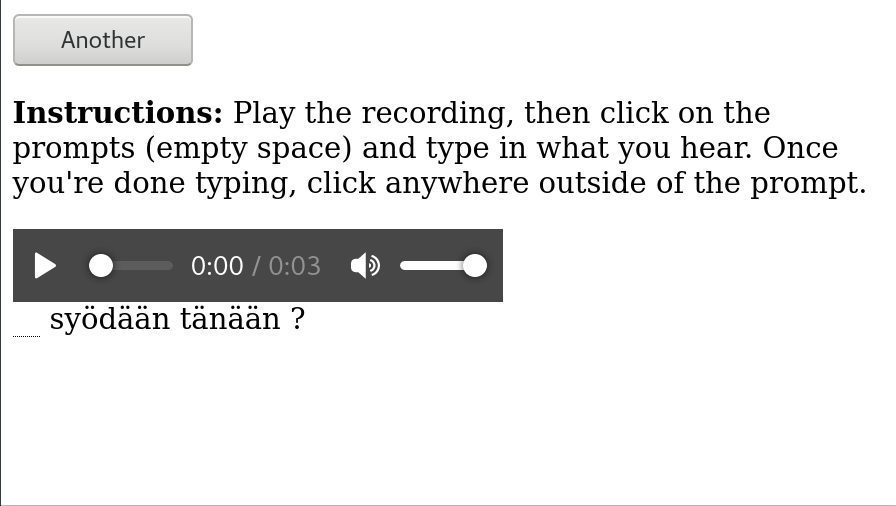 Another
Instructions: Play the recording, then click on the
prompts (empty space) and type in what you hear. Once
you're done typing, click anywhere outside of the prompt.
0:00 / 0:03
syödään tänään ?